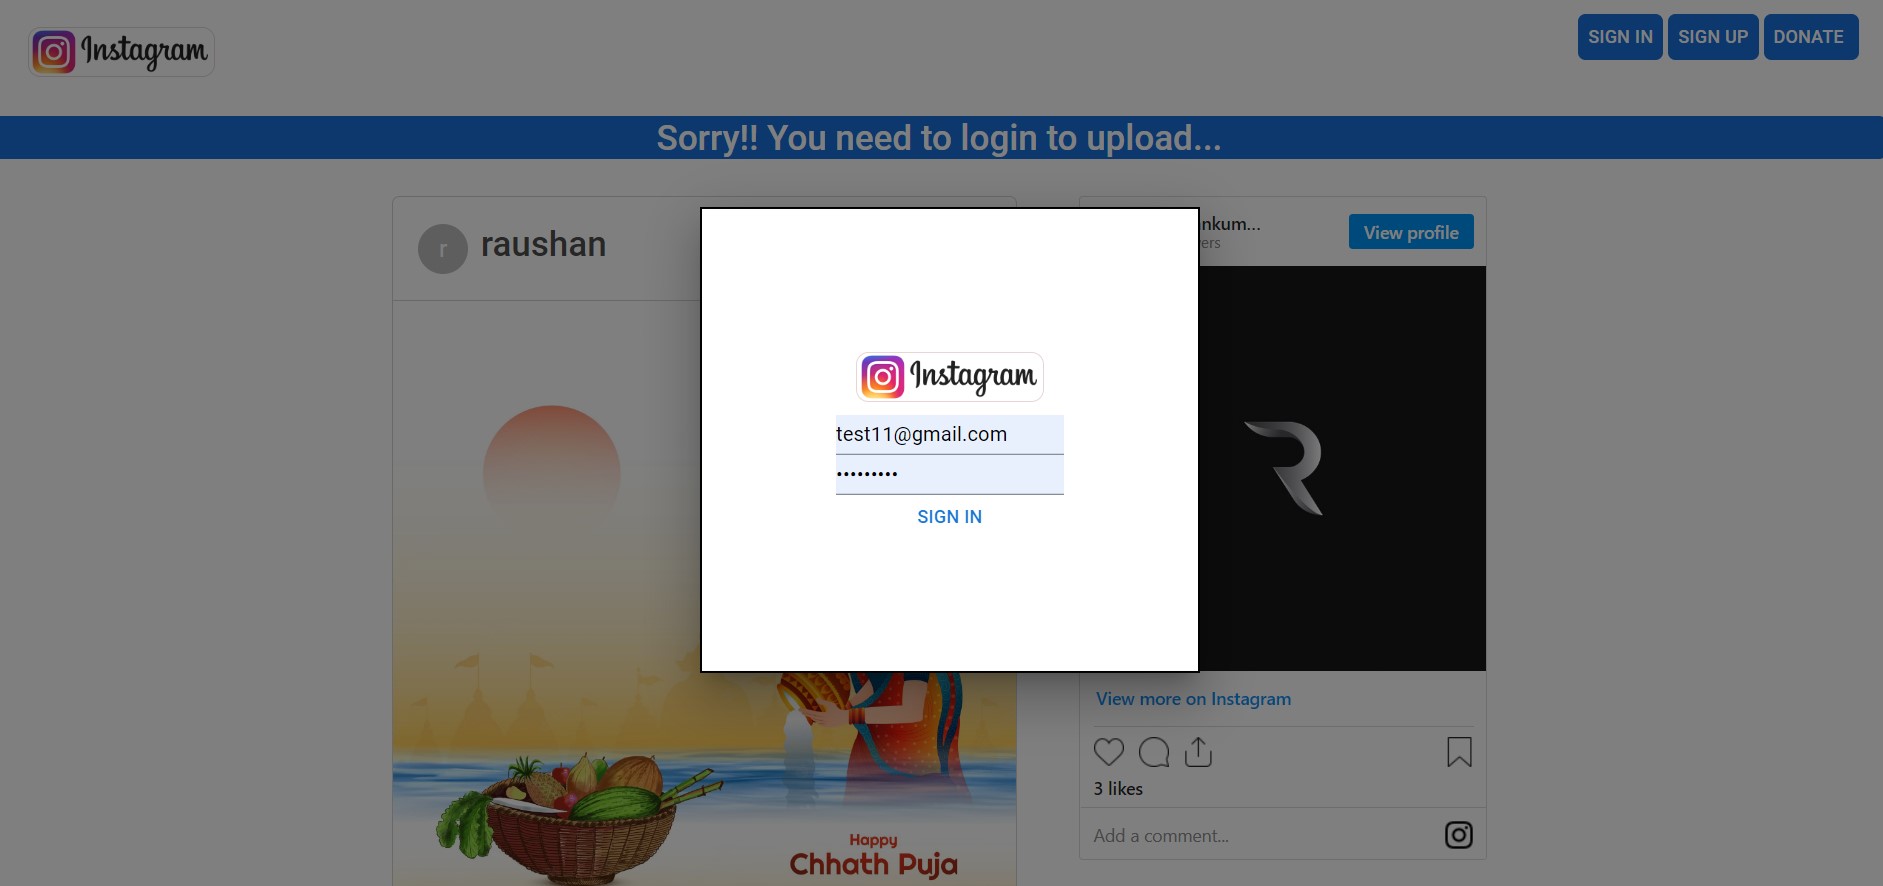 Instagram
SIGN IN SIGN UP DONATE
Sorry!! You need to login to upload...
r raushan
nkum...
View profile
Instagram
test11@gmail.com
•••••••••
SIGN IN
View more on Instagram
3 likes
Add a comment...
Happy
Chhath Puja